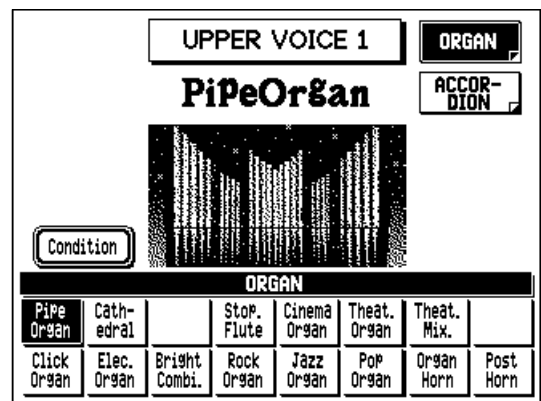 UPPER VOICE 1
ORGAN
PiPeOrgan
ACCOR-
DION
Condition
ORGAN
PiPe
Organ
Cath-
edral
StoP.
Flute
Cinema
Organ
Theat.
Organ
Theat.
Mix.
Click
Organ
Elec.
Organ
Bright
Combi.
Rock
Organ
Jazz
Organ
PoP
Organ
Organ
Horn
Post
Horn